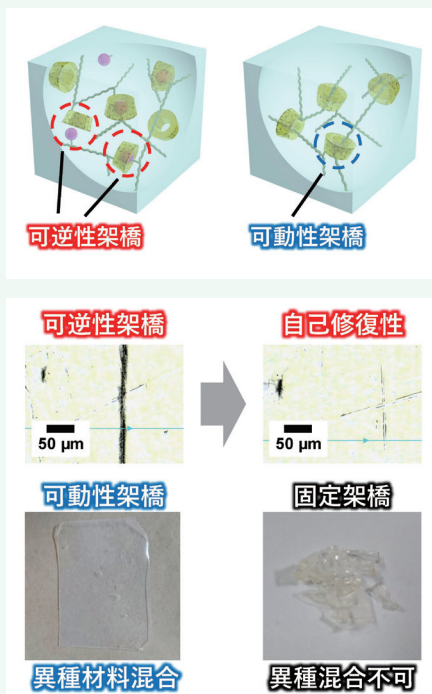 可逆性架橋
可動性架橋
可逆性架橋
自己修復性
50 µm
50 µm
可動性架橋
固定架橋
異種材料混合
異種混合不可